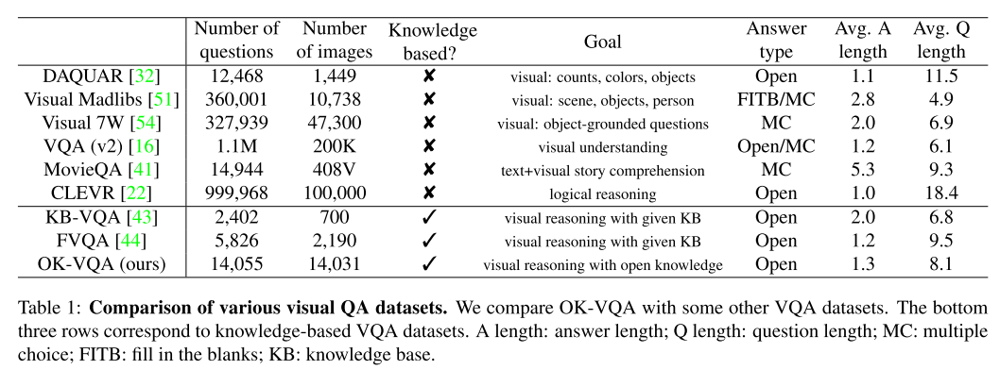 Number of questions Number of images Knowledge based? Goal Answer type Avg. A length Avg. Q length
DAQUAR [32] 12,468 1,449 ✘ visual: counts, colors, objects Open 1.1 11.5
Visual Madlibs [51] 360,001 10,738 ✘ visual: scene, objects, person FITB/MC 2.8 4.9
Visual 7W [54] 327,939 47,300 ✘ visual: object-grounded questions MC 2.0 6.9
VQA (v2) [16] 1.1M 200K ✘ visual understanding Open/MC 1.2 6.1
MovieQA [41] 14,944 408V ✘ text+visual story comprehension MC 5.3 9.3
CLEVR [22] 999,968 100,000 ✘ logical reasoning Open 1.0 18.4
KB-VQA [43] 2,402 700 ✓ visual reasoning with given KB Open 2.0 6.8
FVQA [44] 5,826 2,190 ✓ visual reasoning with given KB Open 1.2 9.5
OK-VQA (ours) 14,055 14,031 ✓ visual reasoning with open knowledge Open 1.3 8.1
Table 1: Comparison of various visual QA datasets. We compare OK-VQA with some other VQA datasets. The bottom
three rows correspond to knowledge-based VQA datasets. A length: answer length; Q length: question length; MC: multiple
choice; FITB: fill in the blanks; KB: knowledge base.